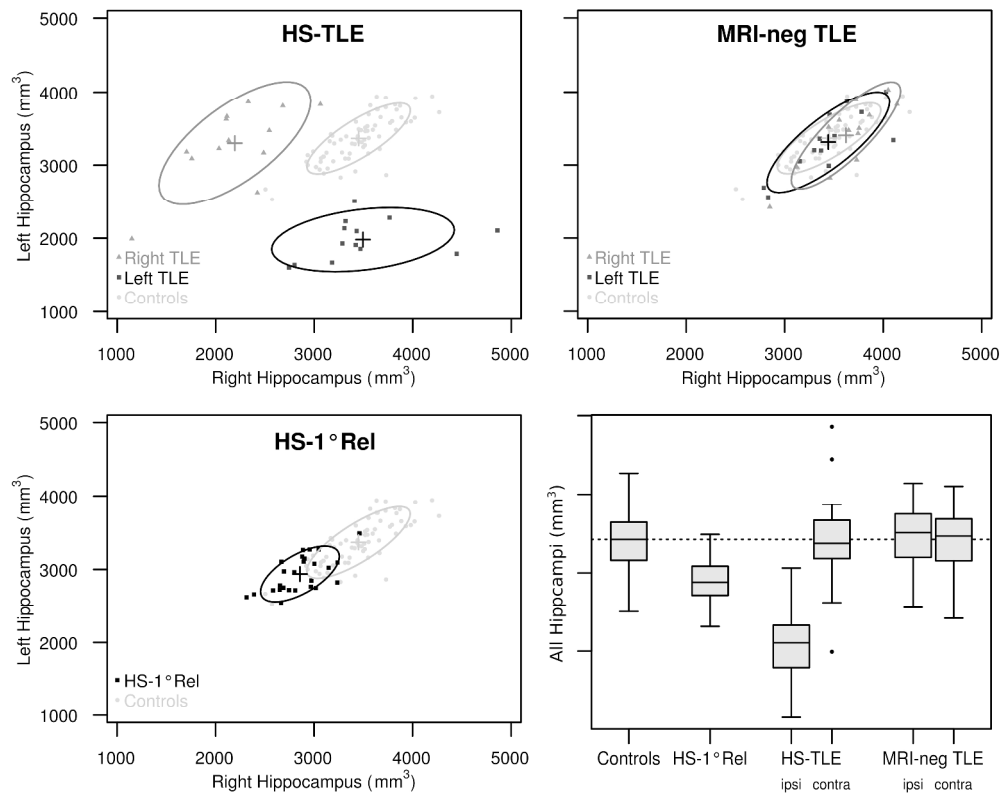 HS-TLE
Left Hippocampus (mm³)
5000
4000
3000
2000
1000
Right TLE
Left TLE
Controls
1000 2000 3000 4000 5000
Right Hippocampus (mm³)
MRI-neg TLE
Right TLE
Left TLE
Controls
1000 2000 3000 4000 5000
Right Hippocampus (mm³)
HS-1°Rel
Left Hippocampus (mm³)
5000
4000
3000
2000
1000
HS-1°Rel
Controls
1000 2000 3000 4000 5000
Right Hippocampus (mm³)
All Hippcampi (mm³)
Controls HS-1°Rel HS-TLE MRI-neg TLE
ipsi contra ipsi contra